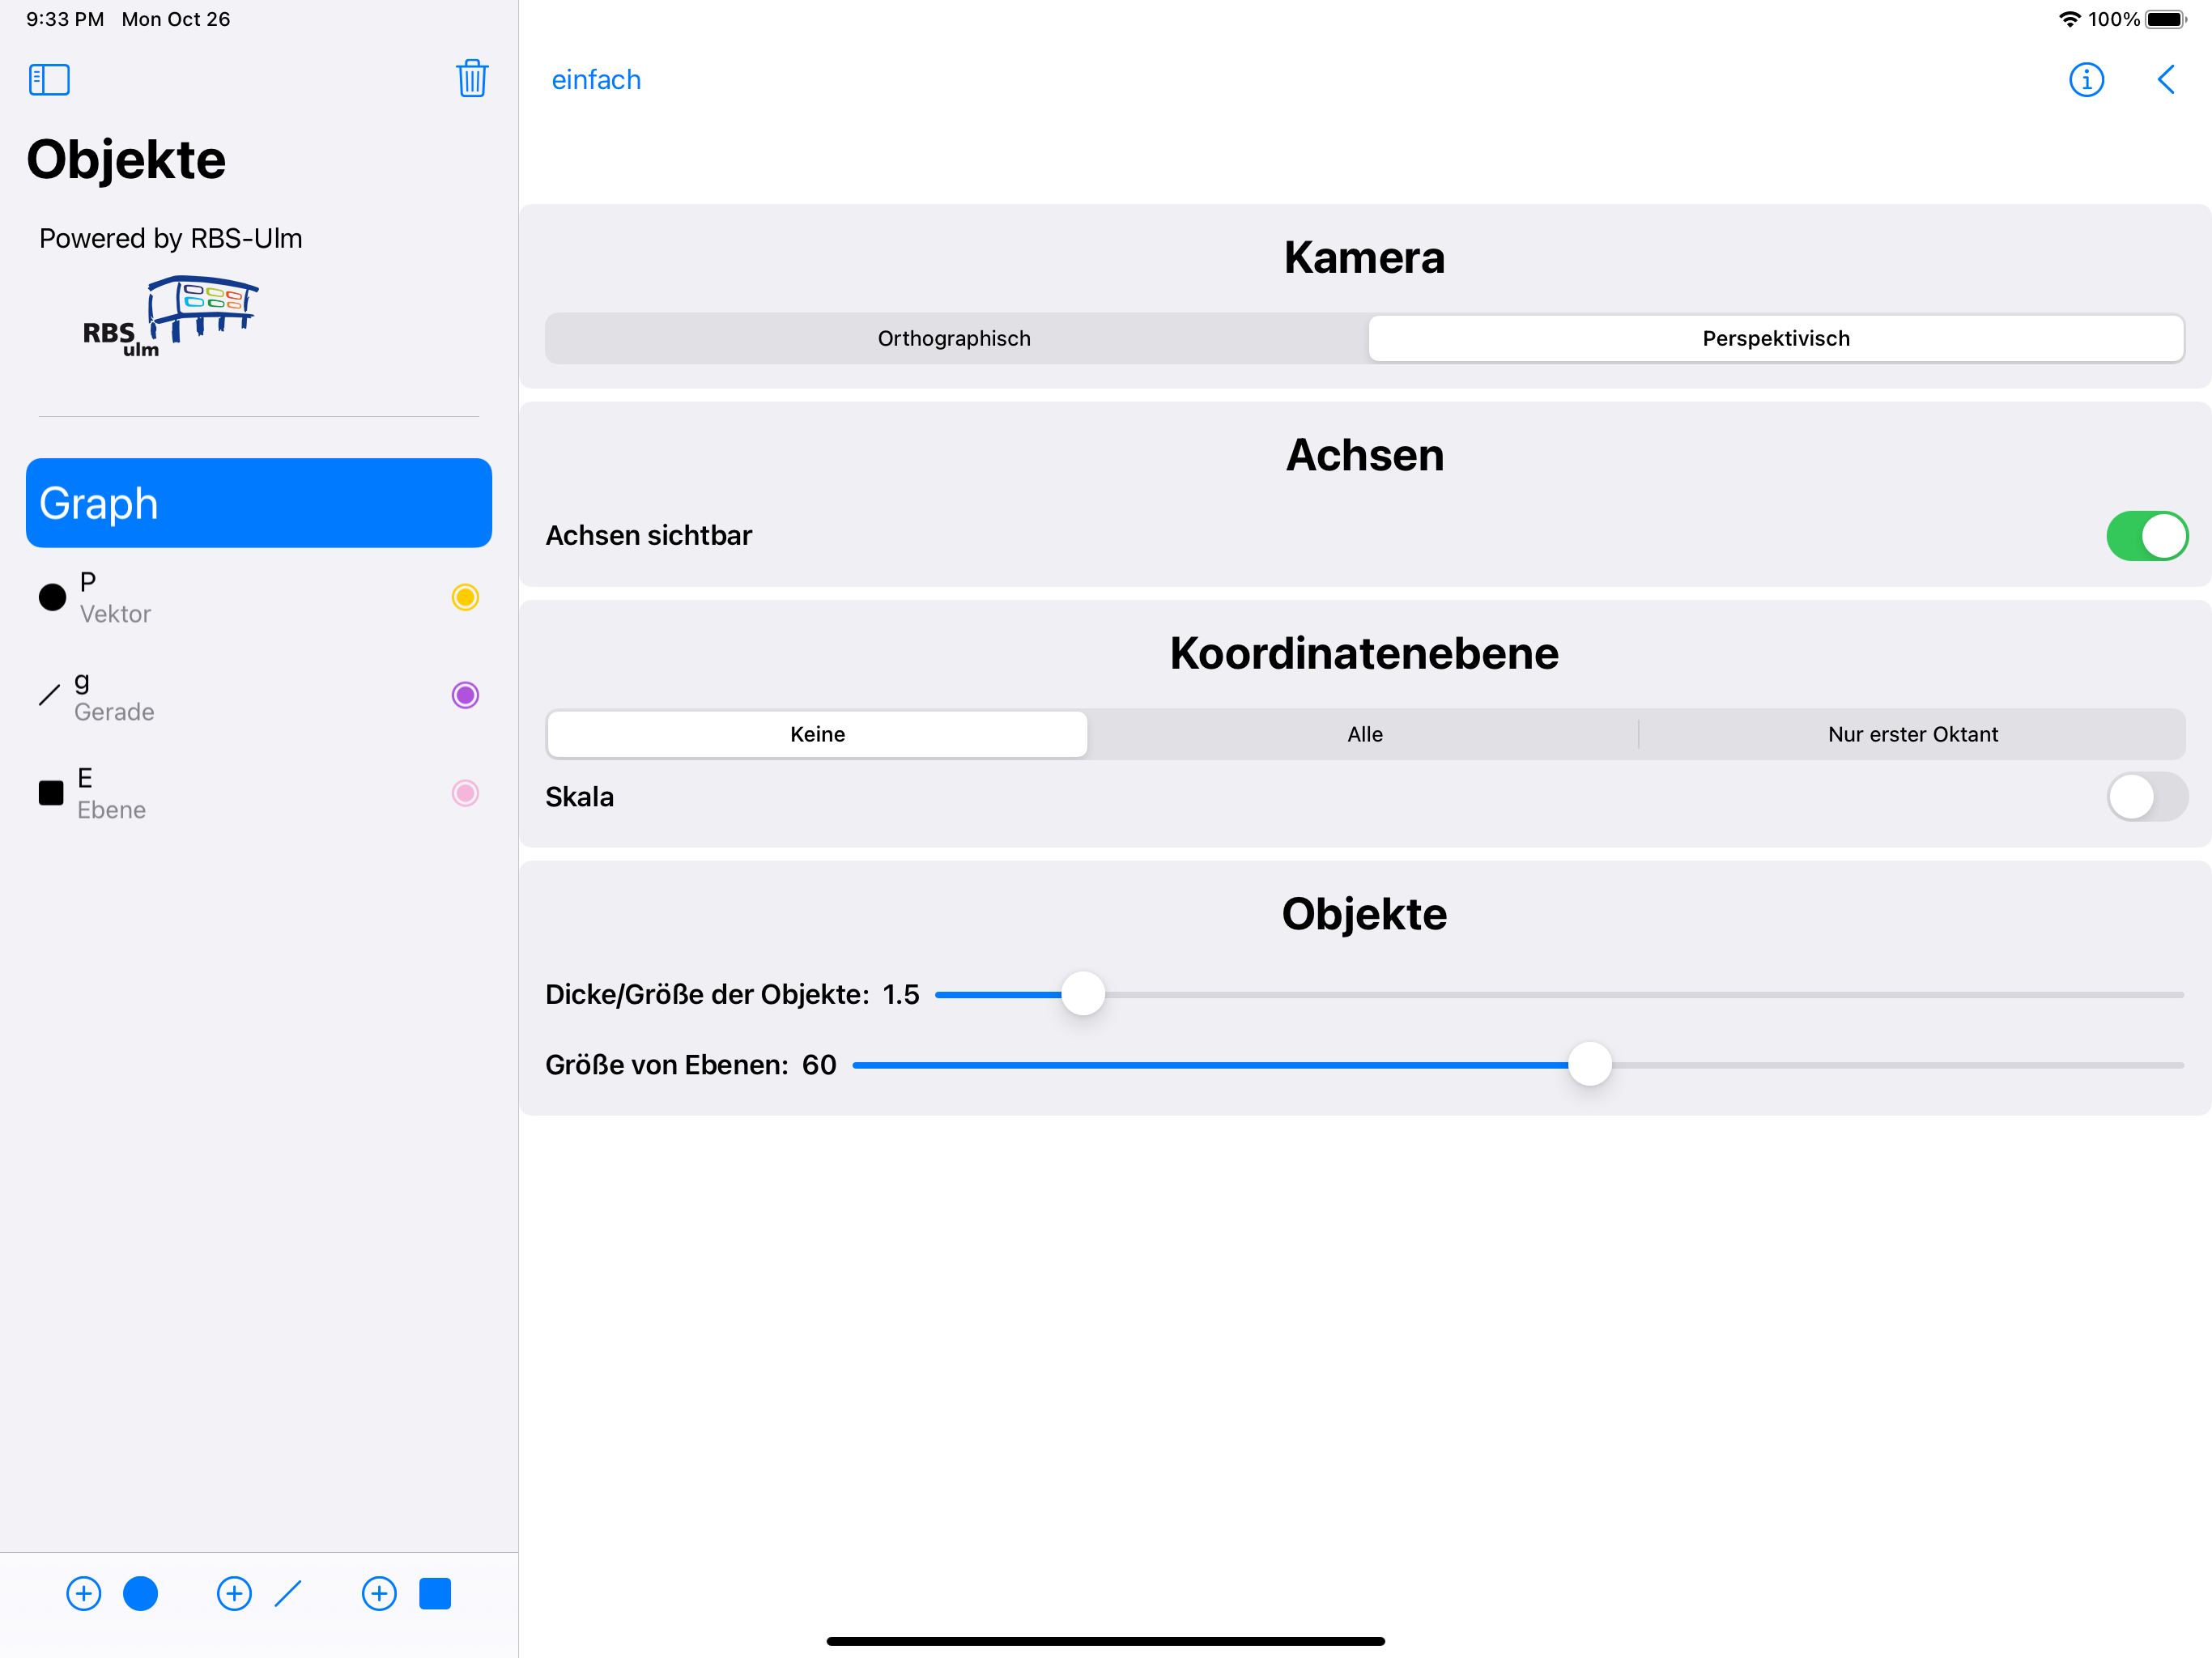 9:33 PM Mon Oct 26
100%
Objekte
Powered by RBS-Ulm
RBS
ulm
Graph
P
Vektor
g
Gerade
E
Ebene
einfach
Kamera
Orthographisch
Perspektivisch
Achsen
Achsen sichtbar
Koordinatenebene
Keine
Alle
Nur erster Oktant
Skala
Objekte
Dicke/Größe der Objekte: 1.5
Größe von Ebenen: 60